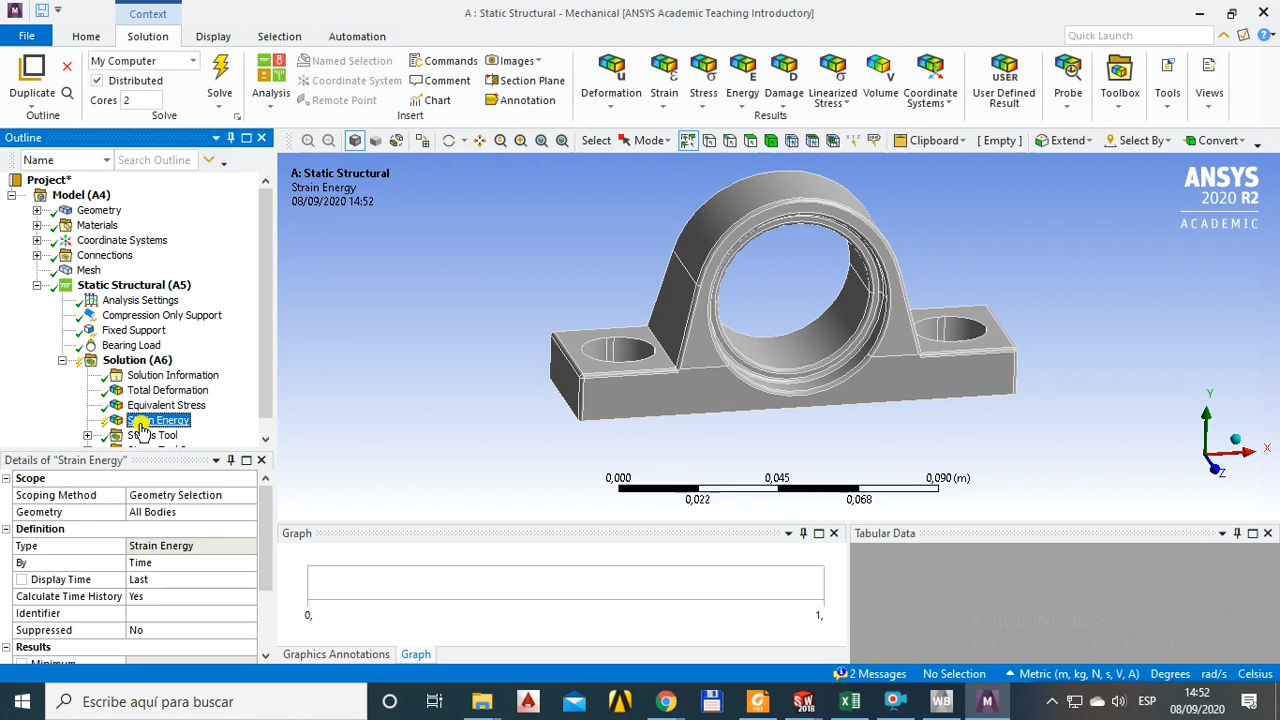 Context
A : Static Structural - Mechanical [ANSYS Academic Teaching Introductory]
File
Home
Solution
Display
Selection
Automation
Quick Launch
Duplicate
My Computer
Distributed
Cores 2
Solve
Analysis
Named Selection
Coordinate System
Remote Point
Commands
Comment
Chart
Images
Section Plane
Annotation
Deformation
Strain
Stress
Energy
Damage
Linearized Stress
Volume
Coordinate Systems
User Defined Result
Probe
Toolbox
Tools
Views
Outline
Solve
Insert
Results
Outline
Select
Mode
Clipboard
[ Empty ]
Extend
Select By
Convert
Name
Search Outline
Project*
Model (A4)
Geometry
Materials
Coordinate Systems
Connections
Mesh
Static Structural (A5)
Analysis Settings
Compression Only Support
Fixed Support
Bearing Load
Solution (A6)
Solution Information
Total Deformation
Equivalent Stress
Energy
Tool
A: Static Structural
Strain Energy
08/09/2020 14:52
ANSYS
2020 R2
ACADEMIC
Y
X
Z
0,000
0,045
0,090 (m)
0,022
0,068
Details of "Strain Energy"
Scope
Scoping Method Geometry Selection
Geometry All Bodies
Definition
Type Strain Energy
By Time
Display Time Last
Calculate Time History Yes
Identifier
Suppressed No
Results
Graph
0,
1,
Graphics Annotations
Graph
Tabular Data
Activar Windows
2 Messages
No Selection
Metric (m, kg, N, s, V, A)
Degrees
rad/s
Celsius
Escribe aquí para buscar
ESP
14:52
08/09/2020